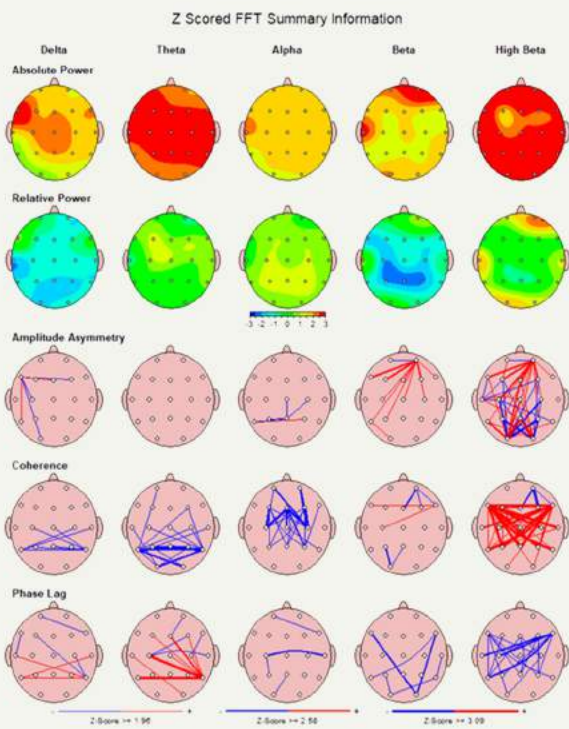 Z Scored FFT Summary Information
Delta Theta Alpha Beta High Beta
Absolute Power
Relative Power
-3 -2 -1 0 1 2 3
Amplitude Asymmetry
Coherence
Phase Lag
- + - + - +
Z-Score >= 1.96 Z-Score >= 2.58 Z-Score >= 3.09